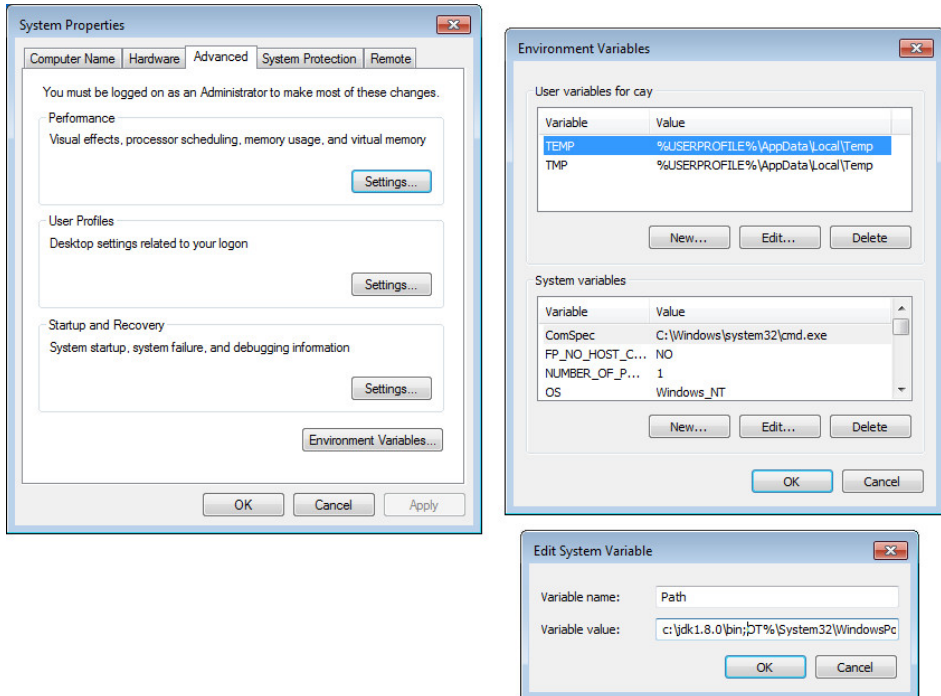 System Properties
Computer Name Hardware Advanced System Protection Remote
You must be logged on as an Administrator to make most of these changes.
Performance
Visual effects, processor scheduling, memory usage, and virtual memory
Settings...
User Profiles
Desktop settings related to your logon
Settings...
Startup and Recovery
System startup, system failure, and debugging information
Settings...
Environment Variables...
OK Cancel Apply
Environment Variables
User variables for cay
Variable Value
TEMP %USERPROFILE%\AppData\Local\Temp
TMP %USERPROFILE%\AppData\Local\Temp
New... Edit... Delete
System variables
Variable Value
ComSpec C:\Windows\system32\cmd.exe
FP_NO_HOST_C... NO
NUMBER_OF_P... 1
OS Windows_NT
New... Edit... Delete
OK Cancel
Edit System Variable
Variable name: Path
Variable value: c:\jdk1.8.0\bin;OT%\System32\WindowsPo
OK Cancel